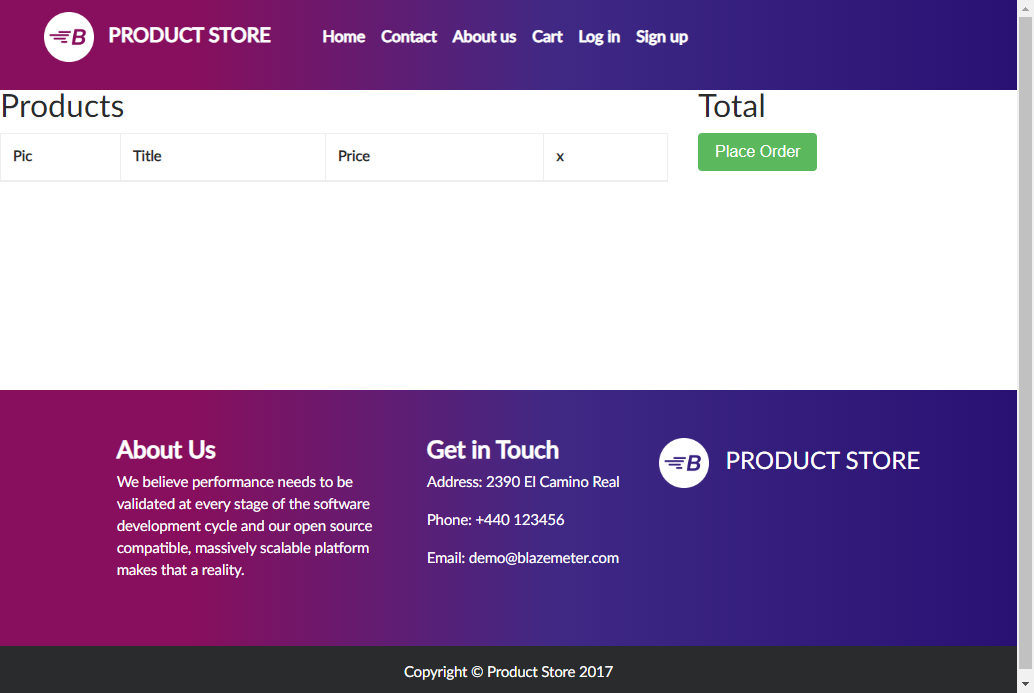 B PRODUCT STORE Home Contact About us Cart Log in Sign up
Products
Pic Title Price x
Total
Place Order
About Us
We believe performance needs to be
validated at every stage of the software
development cycle and our open source
compatible, massively scalable platform
makes that a reality.
Get in Touch
Address: 2390 El Camino Real
Phone: +440 123456
Email: demo@blazemeter.com
B PRODUCT STORE
Copyright © Product Store 2017